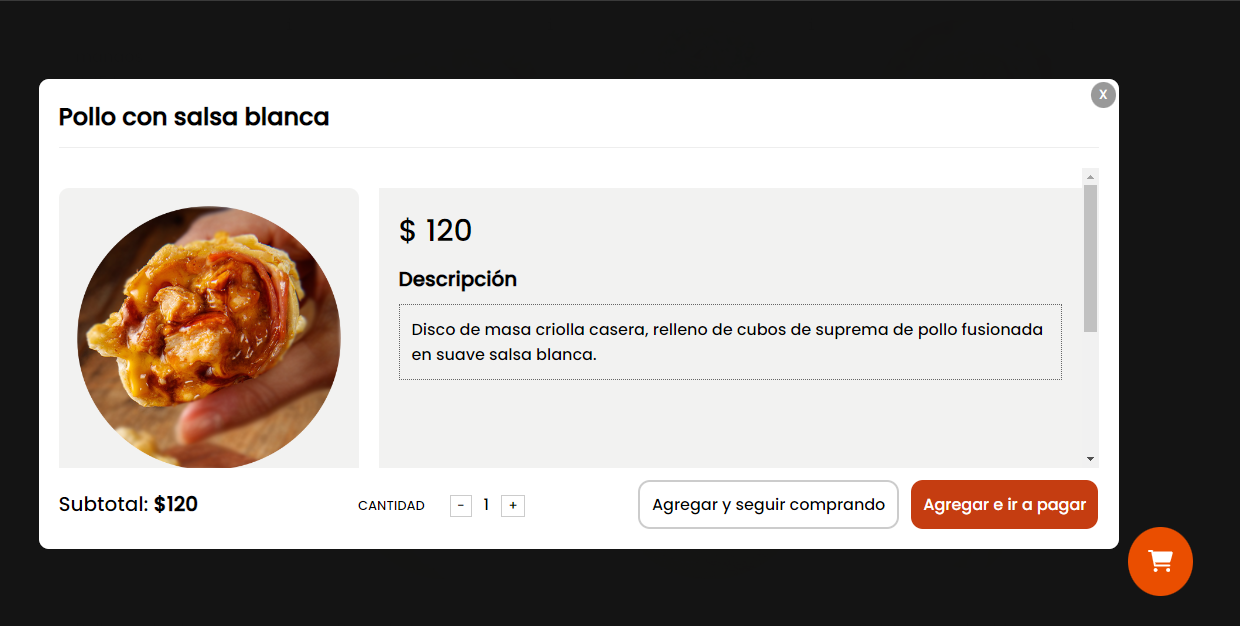 Pollo con salsa blanca
X
$ 120
Descripción
Disco de masa criolla casera, relleno de cubos de suprema de pollo fusionada
en suave salsa blanca.
Subtotal: $120
CANTIDAD - 1 +
Agregar y seguir comprando
Agregar e ir a pagar